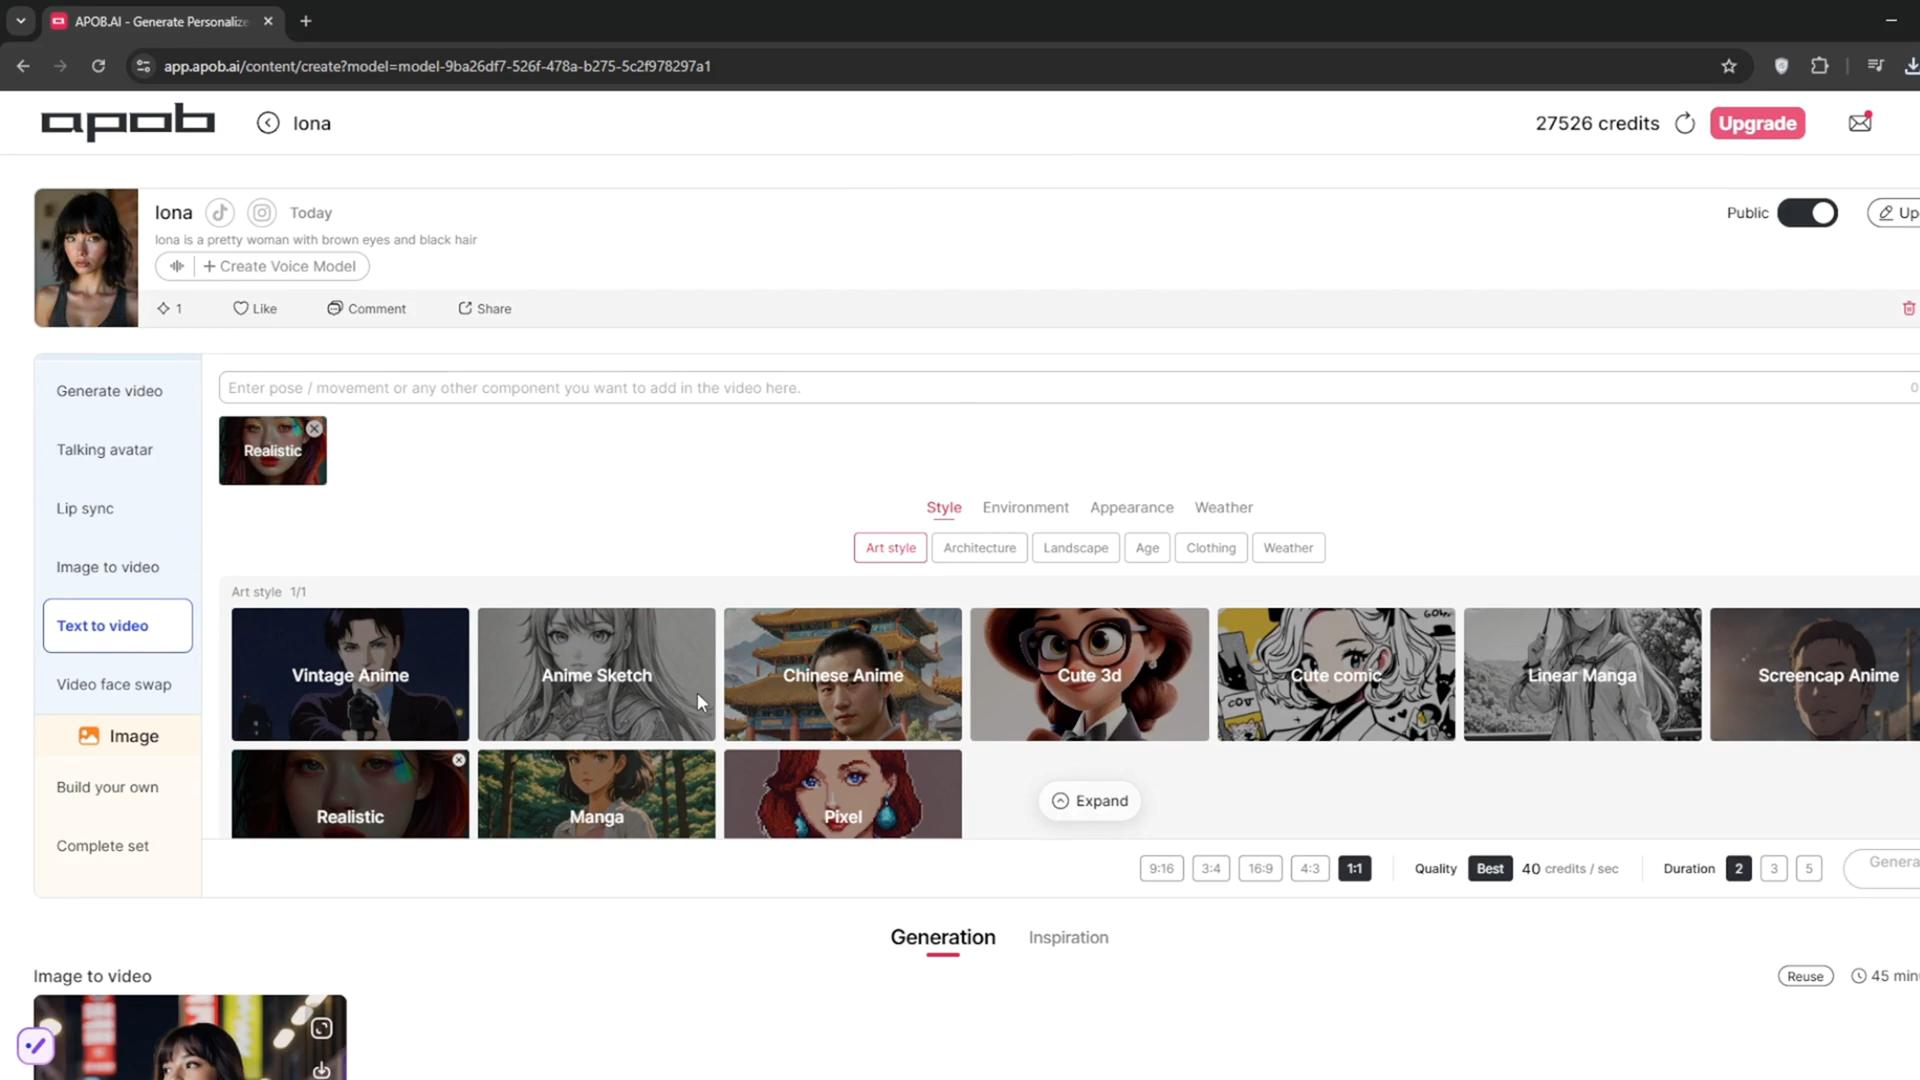 APOB.AI - Generate Personalize
app.apob.ai/content/create?model=model-9ba26df7-526f-478a-b275-5c2f978297a1
apob
Iona
27526 credits
Upgrade
Iona
Today
Public
Up
Iona is a pretty woman with brown eyes and black hair
+ Create Voice Model
1
Like
Comment
Share
Generate video
Talking avatar
Lip sync
Image to video
Text to video
Video face swap
Image
Build your own
Complete set
Enter pose / movement or any other component you want to add in the video here.
0
Realistic
Style Environment Appearance Weather
Art style Architecture Landscape Age Clothing Weather
Art style 1/1
Vintage Anime
Anime Sketch
Chinese Anime
Cute 3d
Cute comic
Linear Manga
Screencap Anime
Realistic
Manga
Pixel
Expand
9:16 3:4 16:9 4:3 1:1
Quality Best 40 credits / sec
Duration 2 3 5
Genera
Generation Inspiration
Image to video
Reuse
45 min